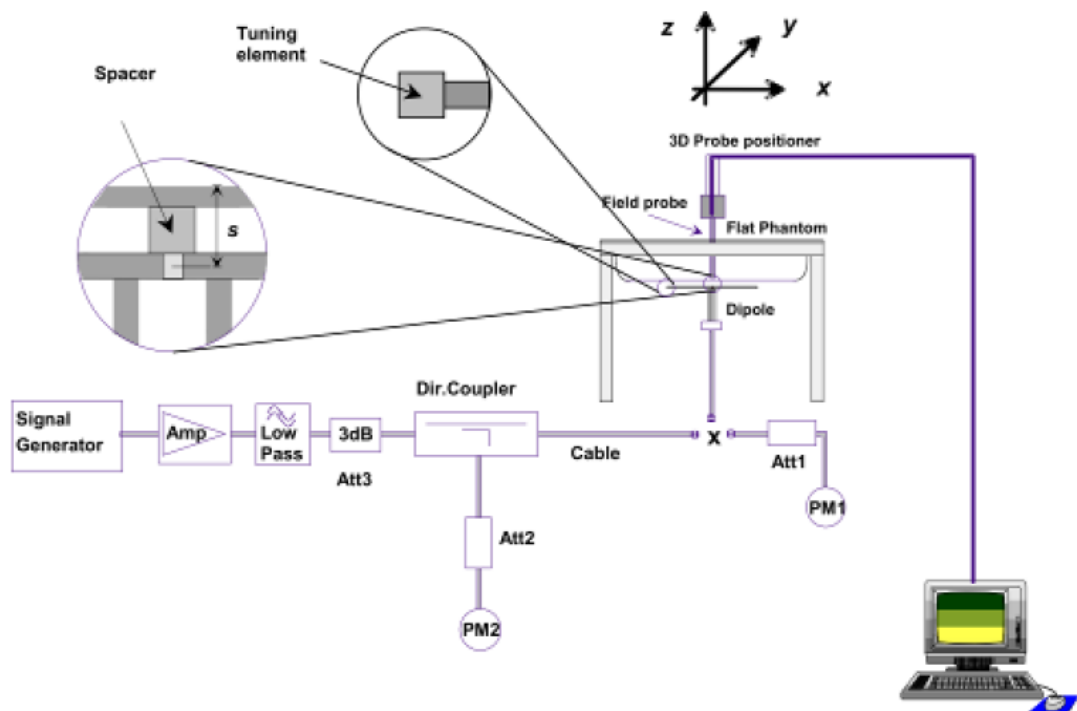 Tuning
element
Spacer
z
y
x
3D Probe positioner
Field probe
Flat Phantom
s
Dipole
Dir.Coupler
Signal
Generator
Amp
Low
Pass
3dB
Att3
Cable
x
Att1
PM1
Att2
PM2